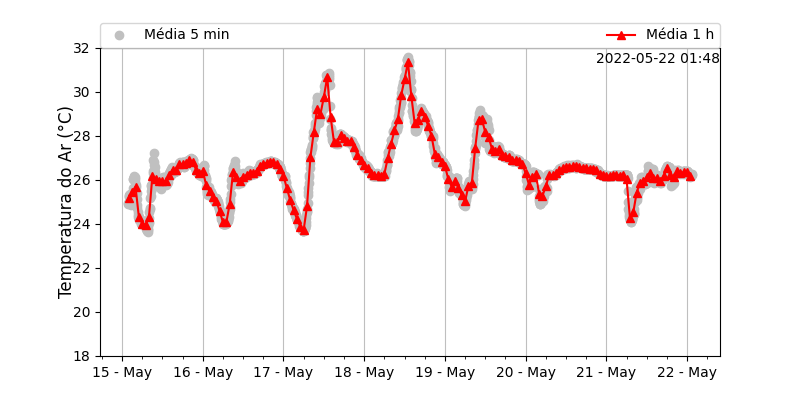 Média 5 min
Média 1 h
2022-05-22 01:48
Temperatura do Ar (°C)
32
30
28
26
24
22
20
18
15 - May
16 - May
17 - May
18 - May
19 - May
20 - May
21 - May
22 - May